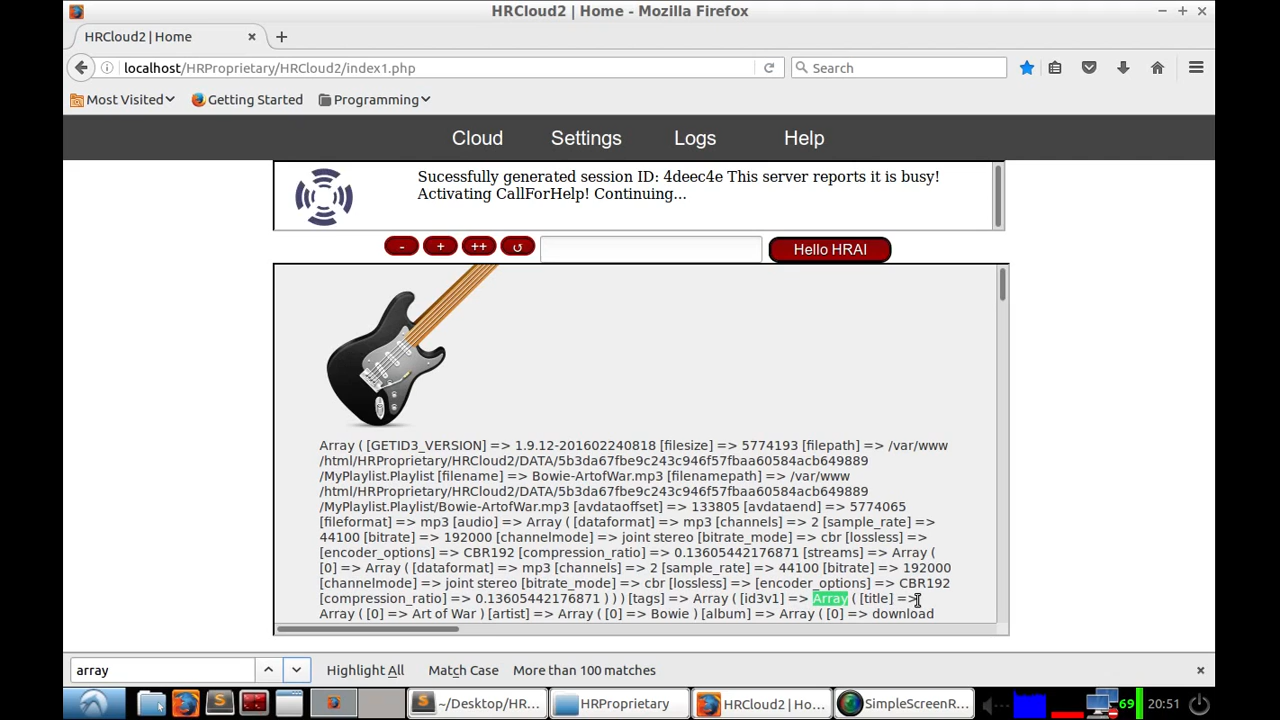 HRCloud2 | Home - Mozilla Firefox
HRCloud2 | Home
localhost/HRProprietary/HRCloud2/index1.php
Search
Most Visited
Getting Started
Programming
Cloud
Settings
Logs
Help
Sucessfully generated session ID: 4deec4e This server reports it is busy!
Activating CallForHelp! Continuing...
-
+
++
↺
Hello HRAI
Array ( [GETID3_VERSION] => 1.9.12-201602240818 [filesize] => 5774193 [filepath] => /var/www
/html/HRProprietary/HRCloud2/DATA/5b3da67fbe9c243c946f57fbaa60584acb649889
/MyPlaylist.Playlist [filename] => Bowie-ArtofWar.mp3 [filenamepath] => /var/www
/html/HRProprietary/HRCloud2/DATA/5b3da67fbe9c243c946f57fbaa60584acb649889
/MyPlaylist.Playlist/Bowie-ArtofWar.mp3 [avdataoffset] => 133805 [avdataend] => 5774065
[fileformat] => mp3 [audio] => Array ( [dataformat] => mp3 [channels] => 2 [sample_rate] =>
44100 [bitrate] => 192000 [channelmode] => joint stereo [bitrate_mode] => cbr [lossless] =>
[encoder_options] => CBR192 [compression_ratio] => 0.13605442176871 [streams] => Array (
[0] => Array ( [dataformat] => mp3 [channels] => 2 [sample_rate] => 44100 [bitrate] => 192000
[channelmode] => joint stereo [bitrate_mode] => cbr [lossless] => [encoder_options] => CBR192
[compression_ratio] => 0.13605442176871 ) ) ) [tags] => Array ( [id3v1] => Array ( [title] =>
Array ( [0] => Art of War ) [artist] => Array ( [0] => Bowie ) [album] => Array ( [0] => download
array
Highlight All
Match Case
More than 100 matches
~/Desktop/HR...
HRProprietary
HRCloud2 | Ho...
SimpleScreenR...
69
20:51